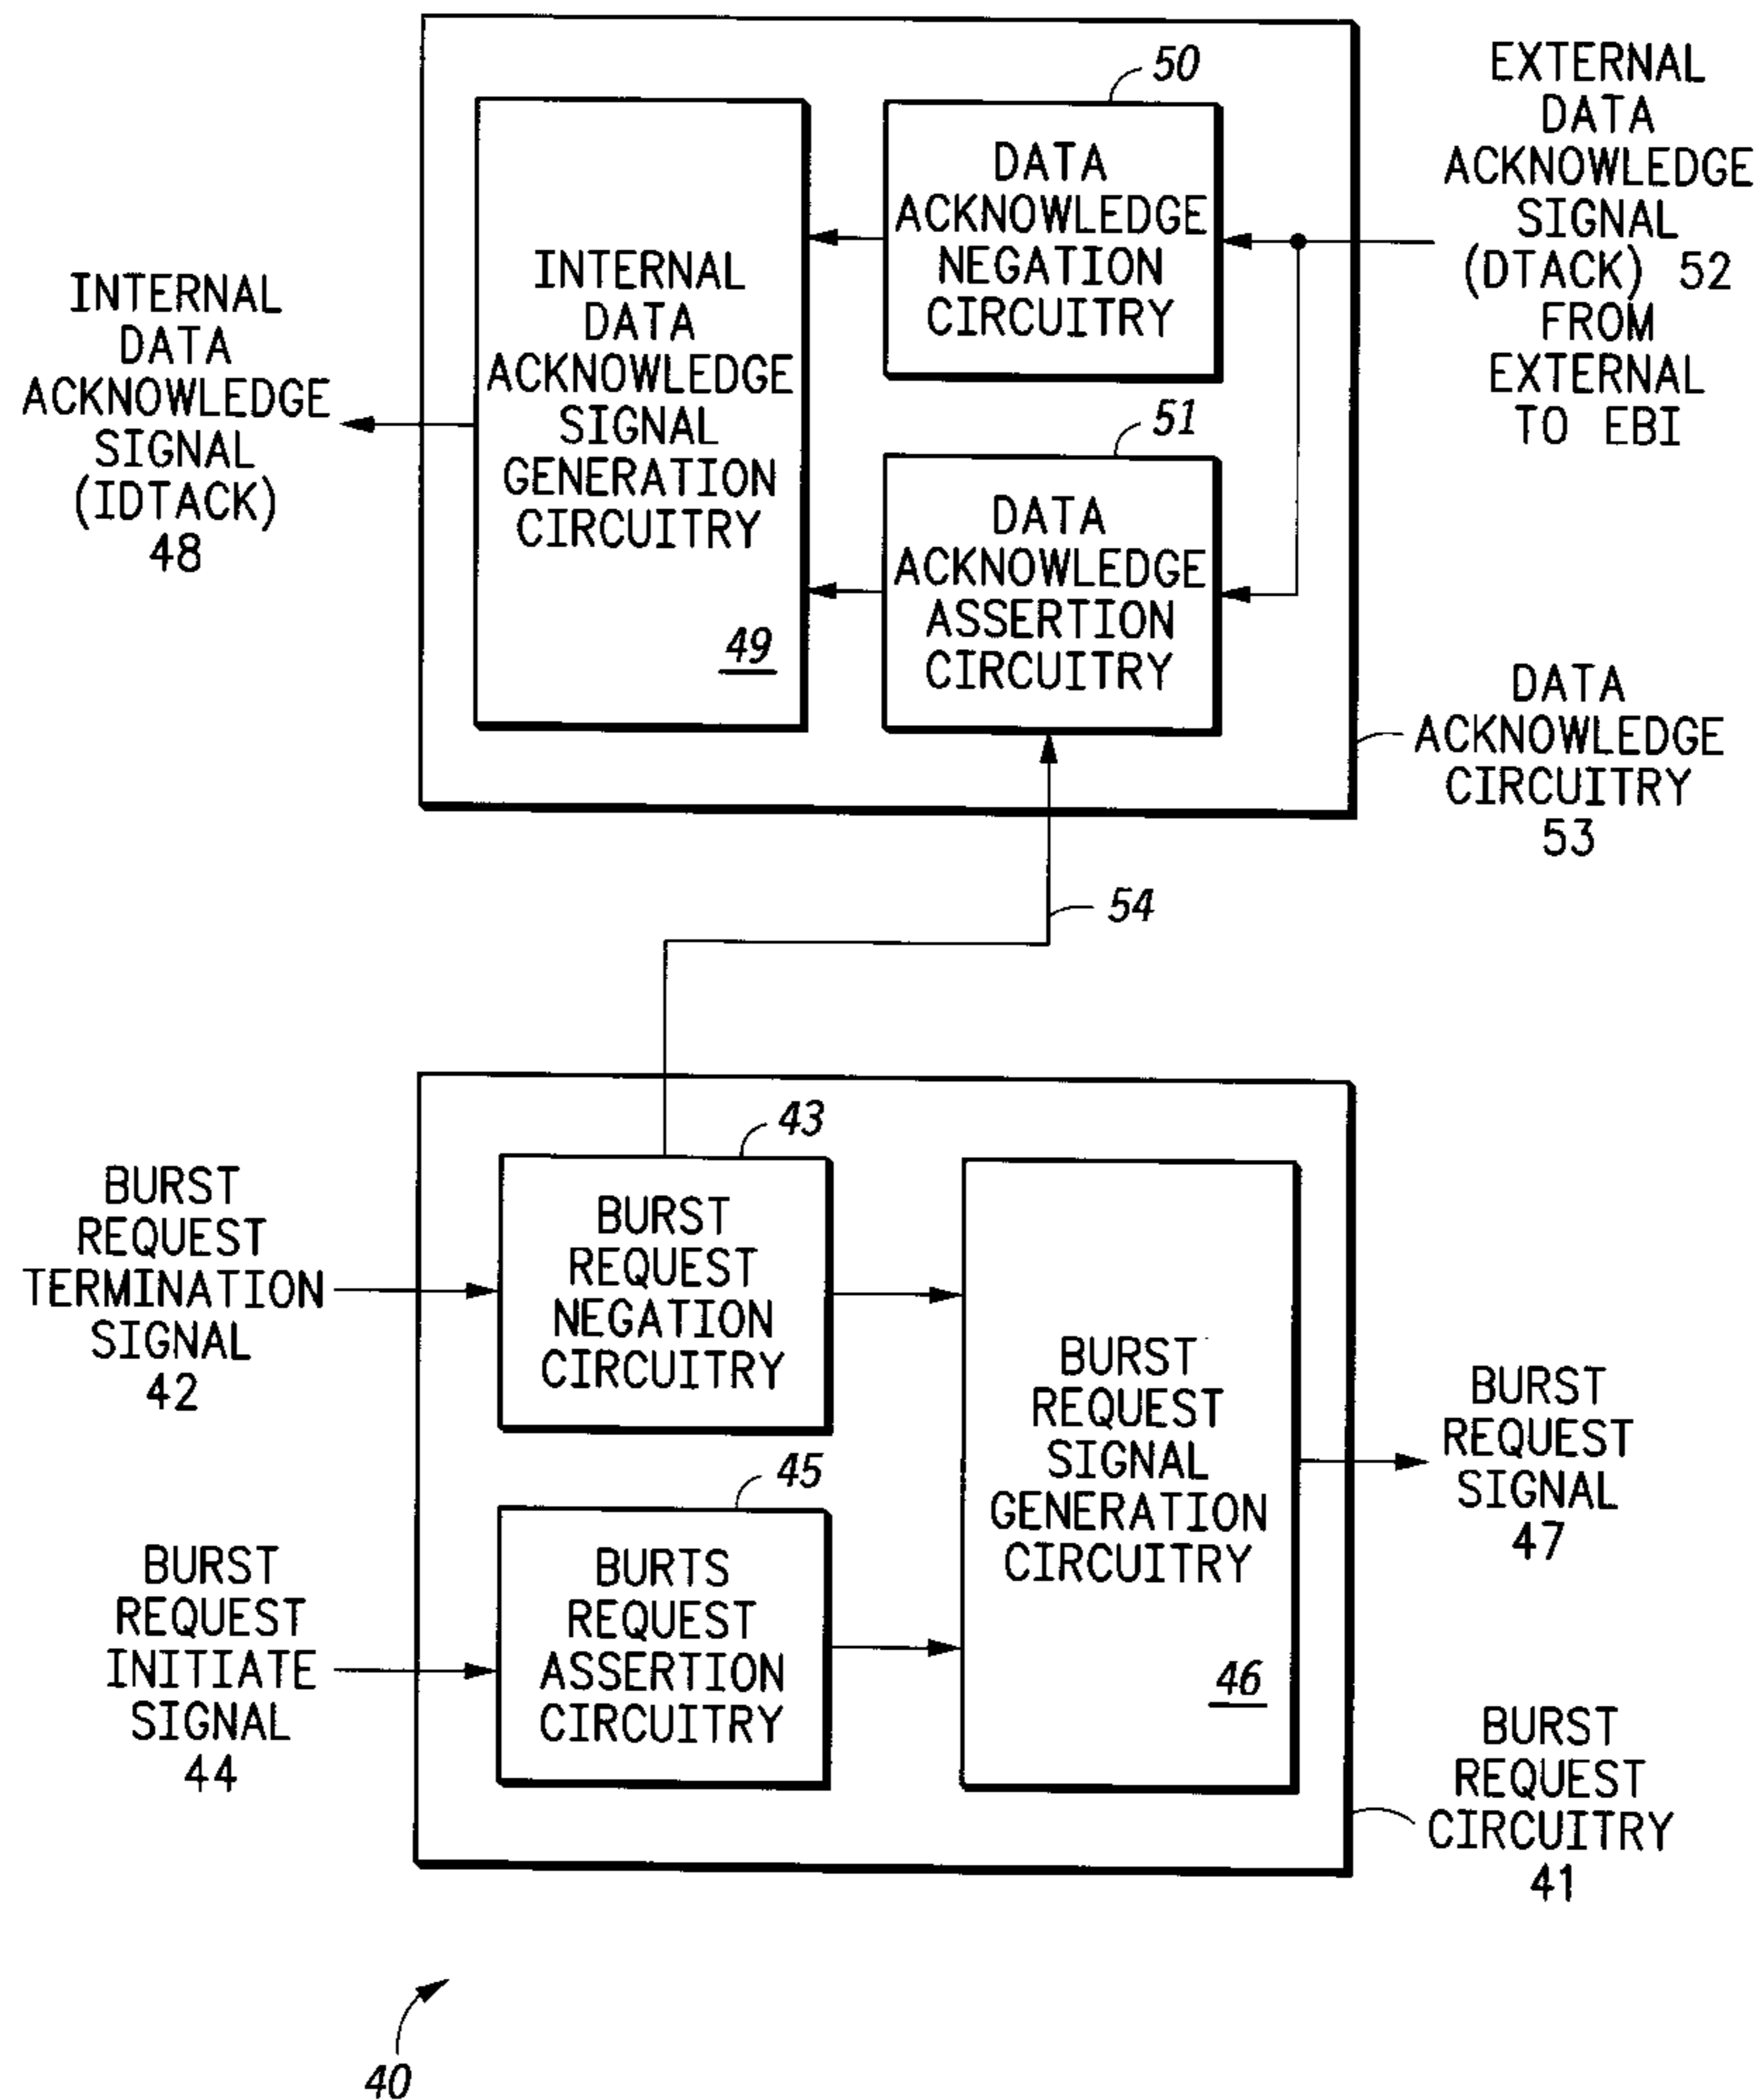 50
EXTERNAL
DATA
ACKNOWLEDGE
SIGNAL
(DTACK) 52
FROM
EXTERNAL
TO EBI
DATA
ACKNOWLEDGE
NEGATION
CIRCUITRY
INTERNAL
DATA
ACKNOWLEDGE
SIGNAL
GENERATION
CIRCUITRY
49
INTERNAL
DATA
ACKNOWLEDGE
SIGNAL
(IDTACK)
48
51
DATA
ACKNOWLEDGE
ASSERTION
CIRCUITRY
DATA
ACKNOWLEDGE
CIRCUITRY
53
54
43
BURST
REQUEST
TERMINATION
SIGNAL
42
BURST
REQUEST
NEGATION
CIRCUITRY
BURST
REQUEST
SIGNAL
GENERATION
CIRCUITRY
46
BURST
REQUEST
SIGNAL
47
45
BURST
REQUEST
INITIATE
SIGNAL
44
BURTS
REQUEST
ASSERTION
CIRCUITRY
BURST
REQUEST
CIRCUITRY
41
40